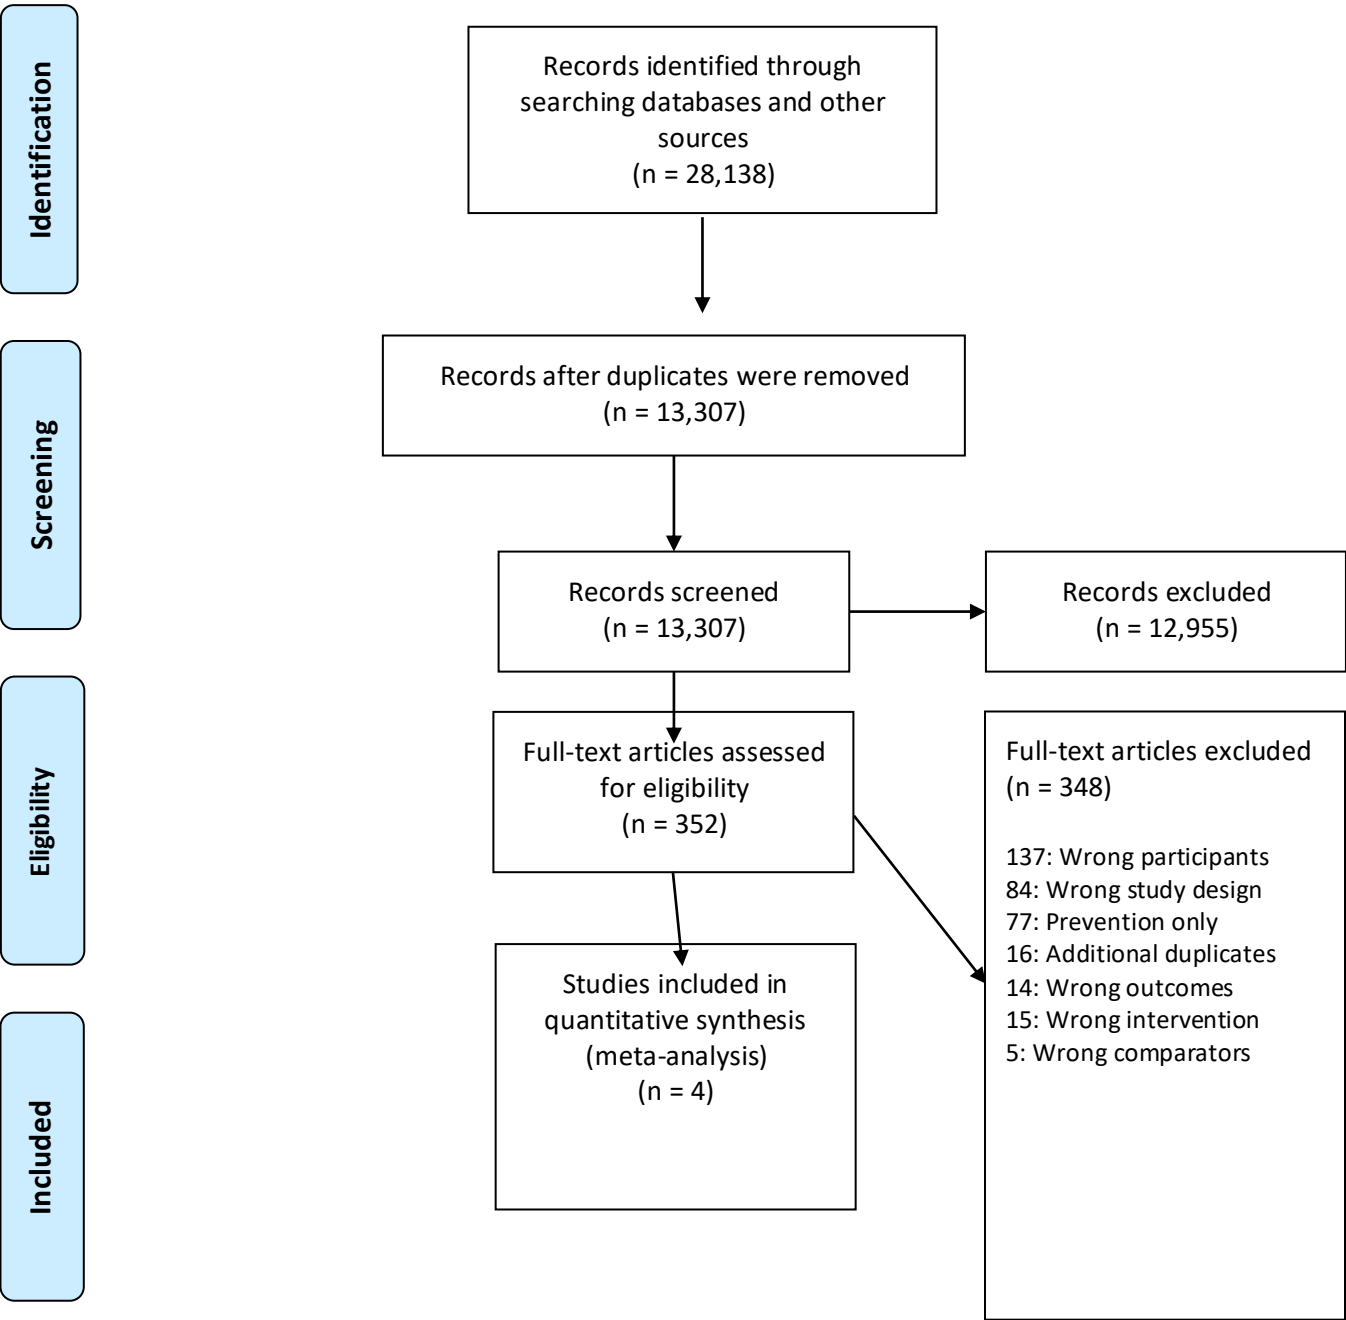 Identification
Records identified through
searching databases and other
sources
(n = 28,138)
Screening
Records after duplicates were removed
(n = 13,307)
Records screened
(n = 13,307)
Records excluded
(n = 12,955)
Eligibility
Full-text articles assessed
for eligibility
(n = 352)
Full-text articles excluded
(n = 348)
137: Wrong participants
84: Wrong study design
77: Prevention only
16: Additional duplicates
14: Wrong outcomes
15: Wrong intervention
5: Wrong comparators
Included
Studies included in
quantitative synthesis
(meta-analysis)
(n = 4)